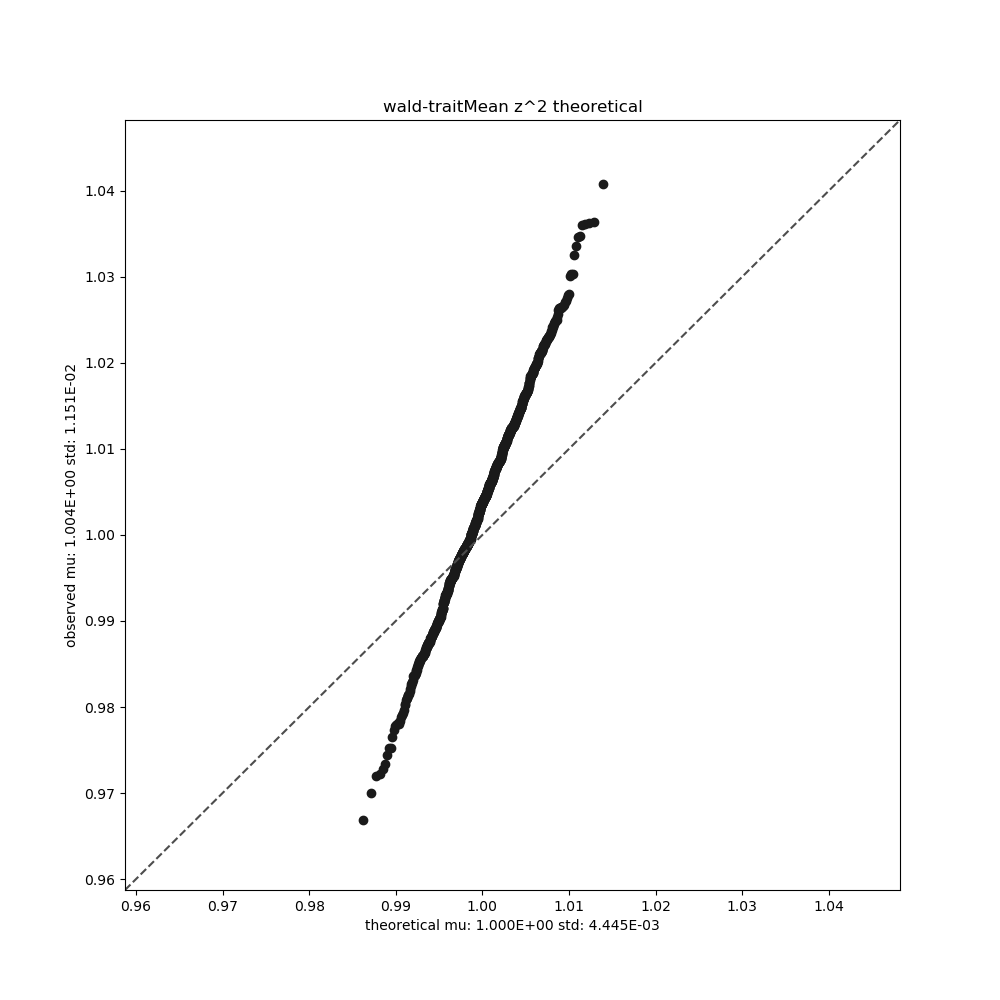 wald-traitMean z^2 theoretical
1.04
1.03
1.02
1.01
1.00
0.99
0.98
0.97
0.96
observed mu: 1.004E+00 std: 1.151E-02
0.96 0.97 0.98 0.99 1.00 1.01 1.02 1.03 1.04
theoretical mu: 1.000E+00 std: 4.445E-03